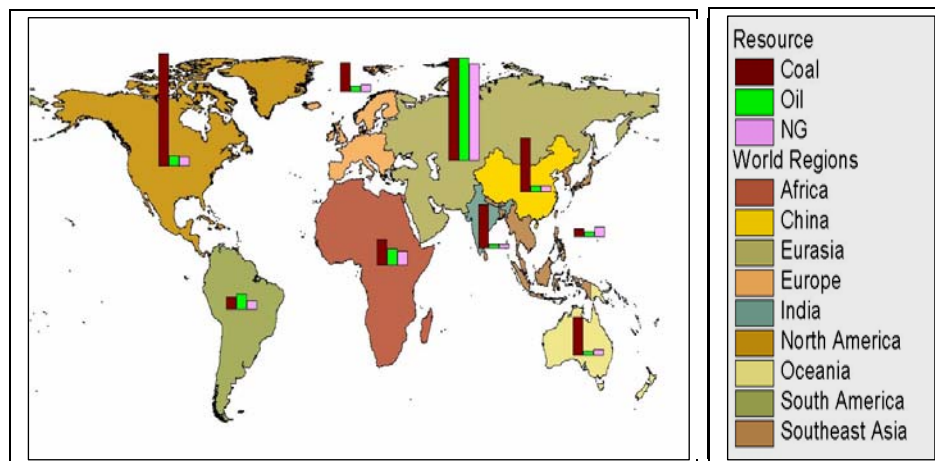 Resource
Coal
Oil
NG
World Regions
Africa
China
Eurasia
Europe
India
North America
Oceania
South America
Southeast Asia